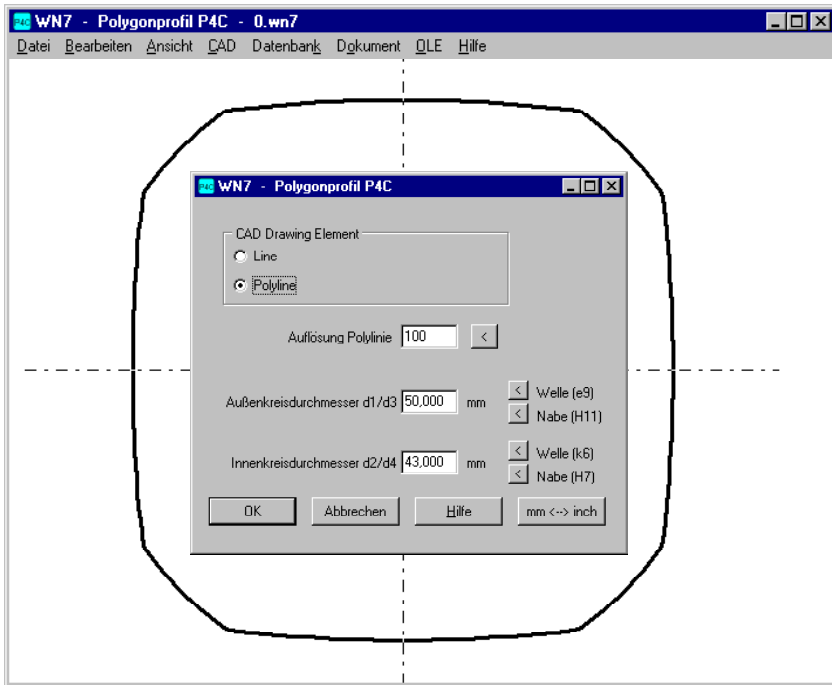 P4C WN7 - Polygonprofil P4C - 0.wn7
Datei Bearbeiten Ansicht CAD Datenbank Dokument OLE Hilfe
P4C WN7 - Polygonprofil P4C
CAD Drawing Element
Line
Polyline
Auflösung Polylinie 100 <
Außenkreisdurchmesser d1/d3 50,000 mm
< Welle (e9)
< Nabe (H11)
Innenkreisdurchmesser d2/d4 43,000 mm
< Welle (k6)
< Nabe (H7)
OK Abbrechen Hilfe mm <--> inch